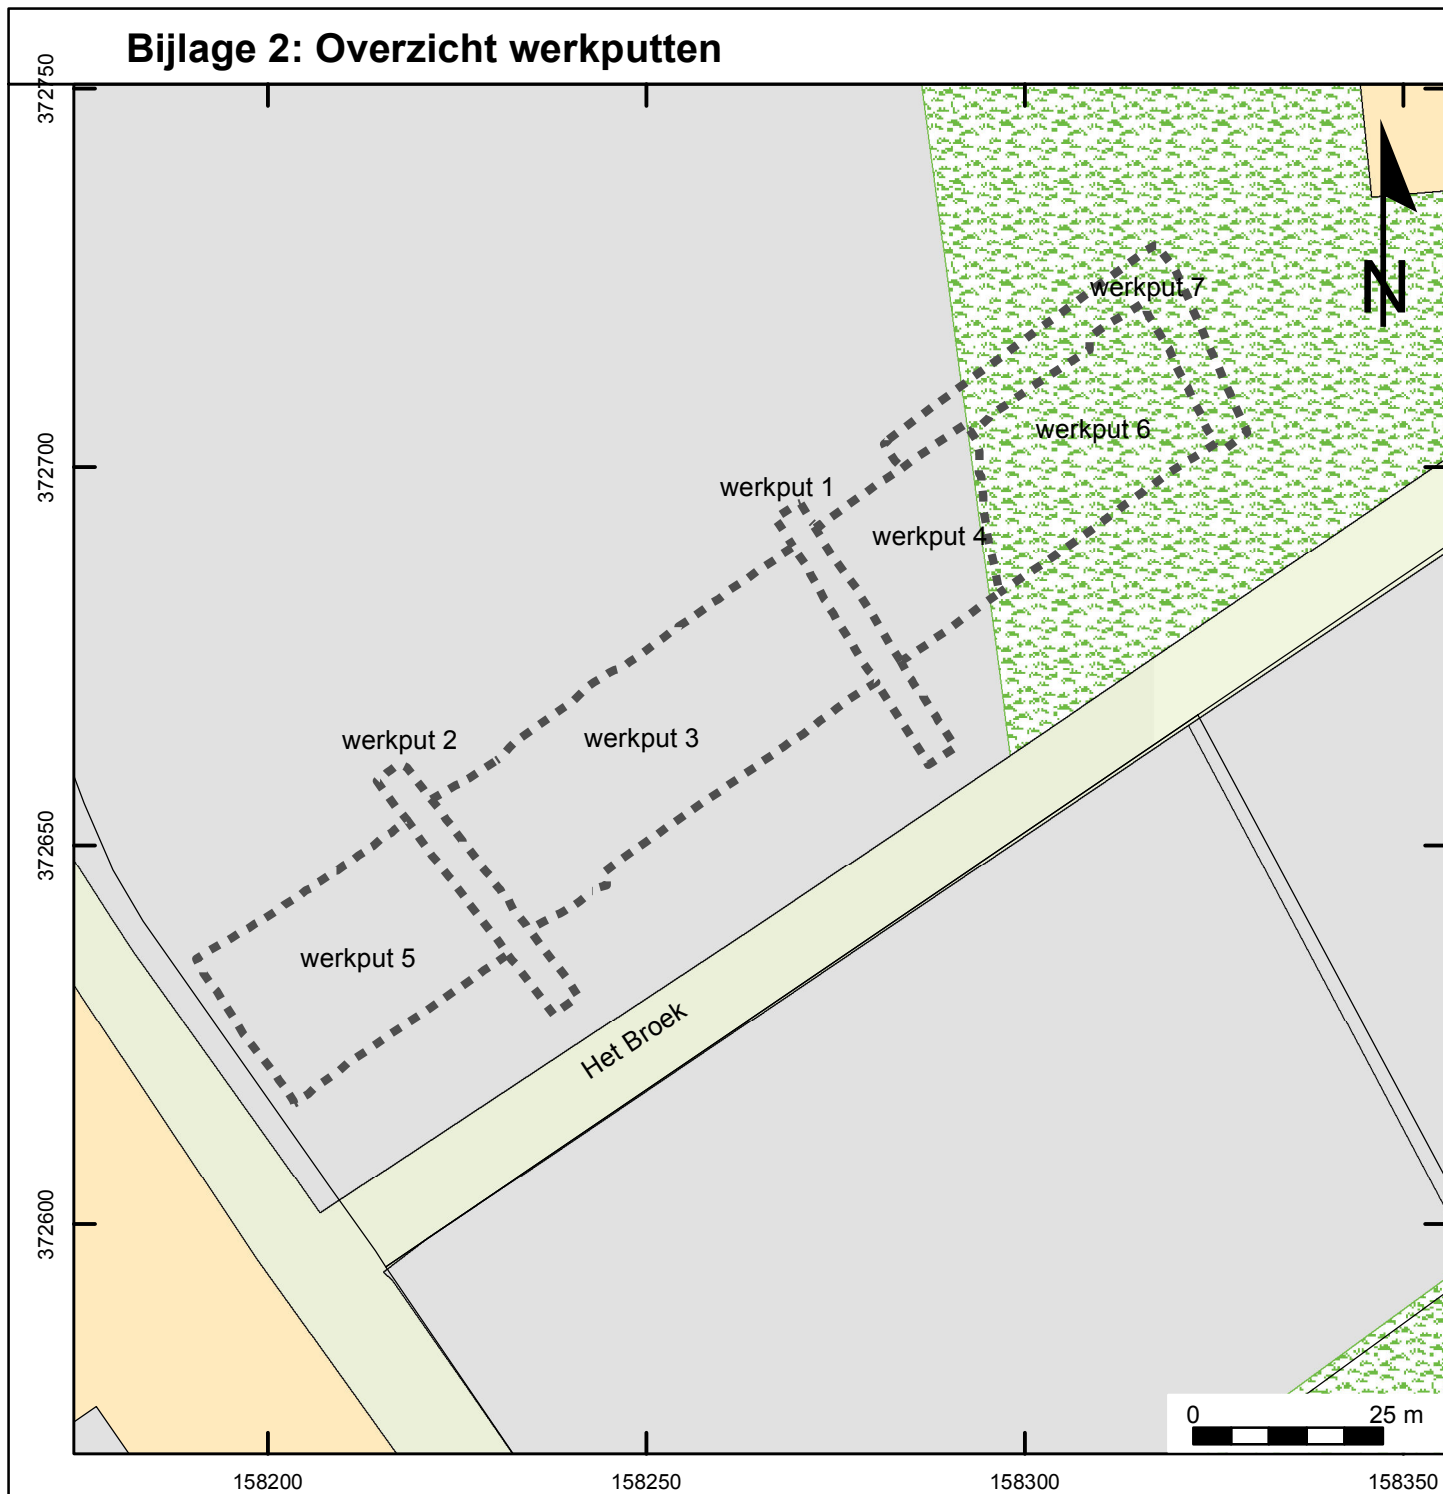 Bijlage 2: Overzicht werkputten
372750
N
werkput 7
werkput 6
372700
werkput 1
werkput 4
werkput 2
werkput 3
372650
werkput 5
Het Broek
372600
0 25 m
158200 158250 158300 158350